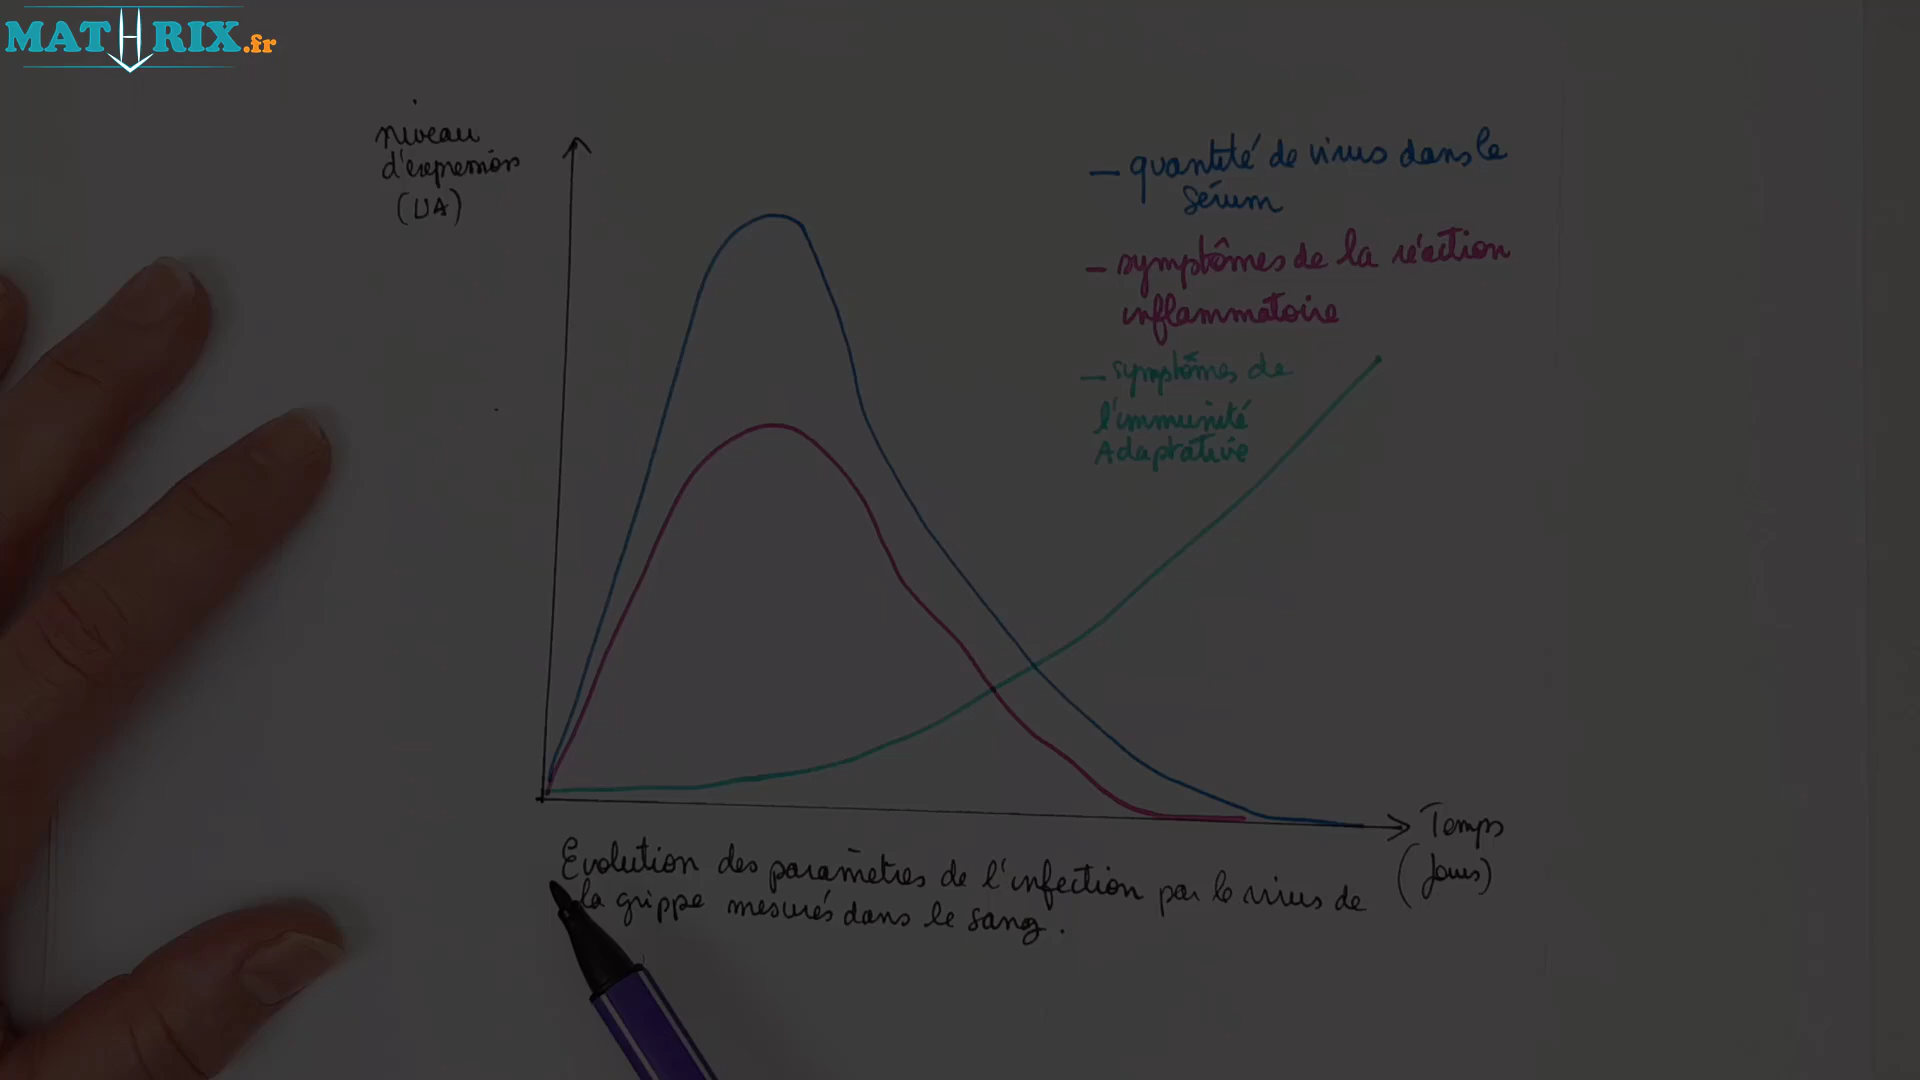 MATHRIX.fr
niveau
d'expression
(UA)
– quantité de virus dans le
sérum
– symptômes de la réaction
inflammatoire
– symptômes de
l'immunité
Adaptative
Temps
(Jours)
Evolution des paramètres de l'infection par le virus de
la grippe mesurés dans le sang.